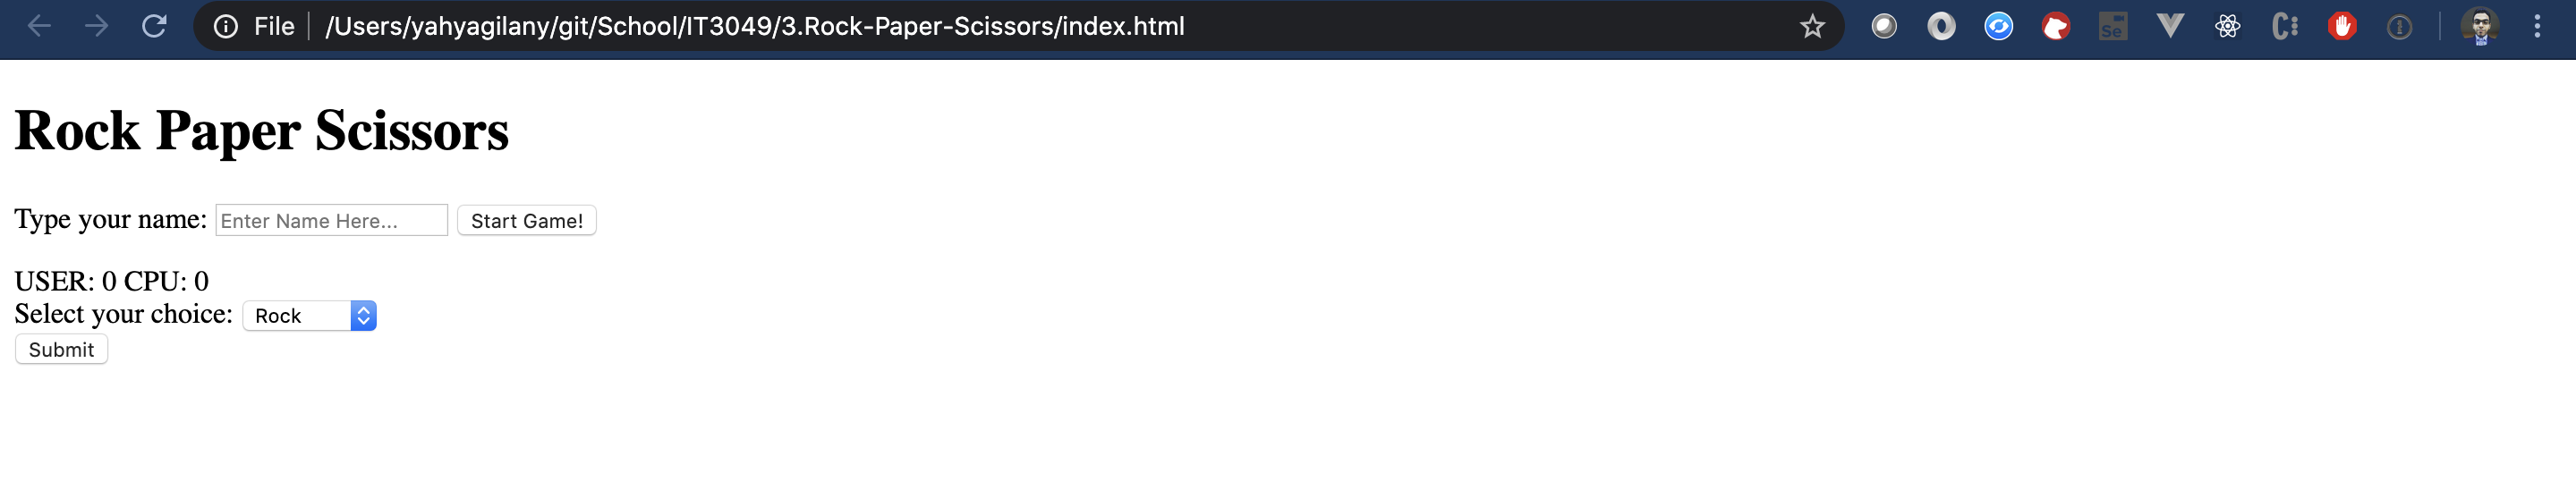 File /Users/yahyagilany/git/School/IT3049/3.Rock-Paper-Scissors/index.html Se
Rock Paper Scissors
Type your name: Enter Name Here... Start Game!
USER: 0 CPU: 0
Select your choice: Rock
Submit